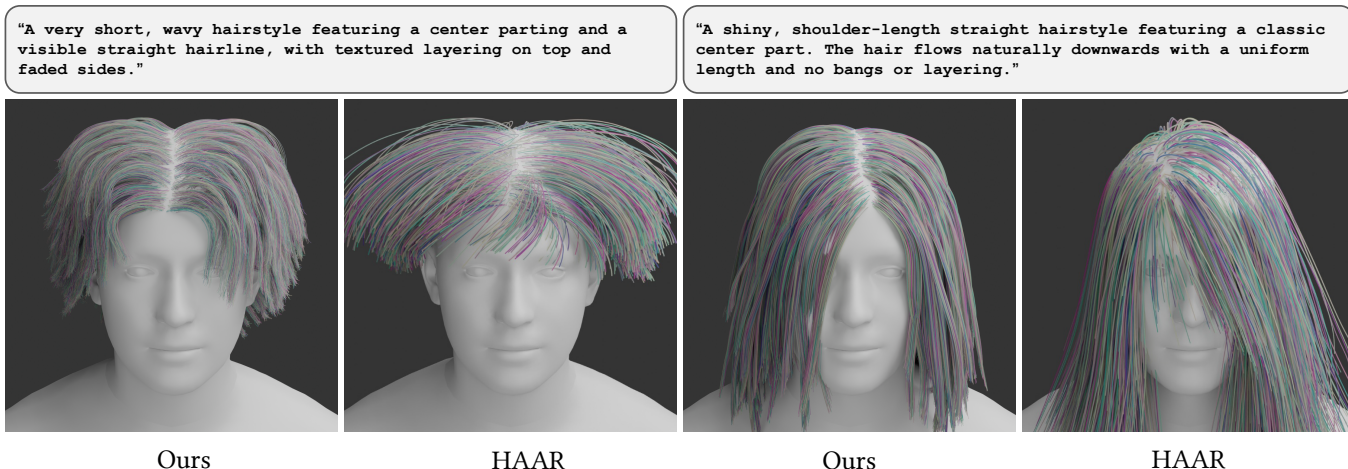 “A very short, wavy hairstyle featuring a center parting and a
visible straight hairline, with textured layering on top and
faded sides.”
“A shiny, shoulder-length straight hairstyle featuring a classic
center part. The hair flows naturally downwards with a uniform
length and no bangs or layering.”
Ours
HAAR
Ours
HAAR